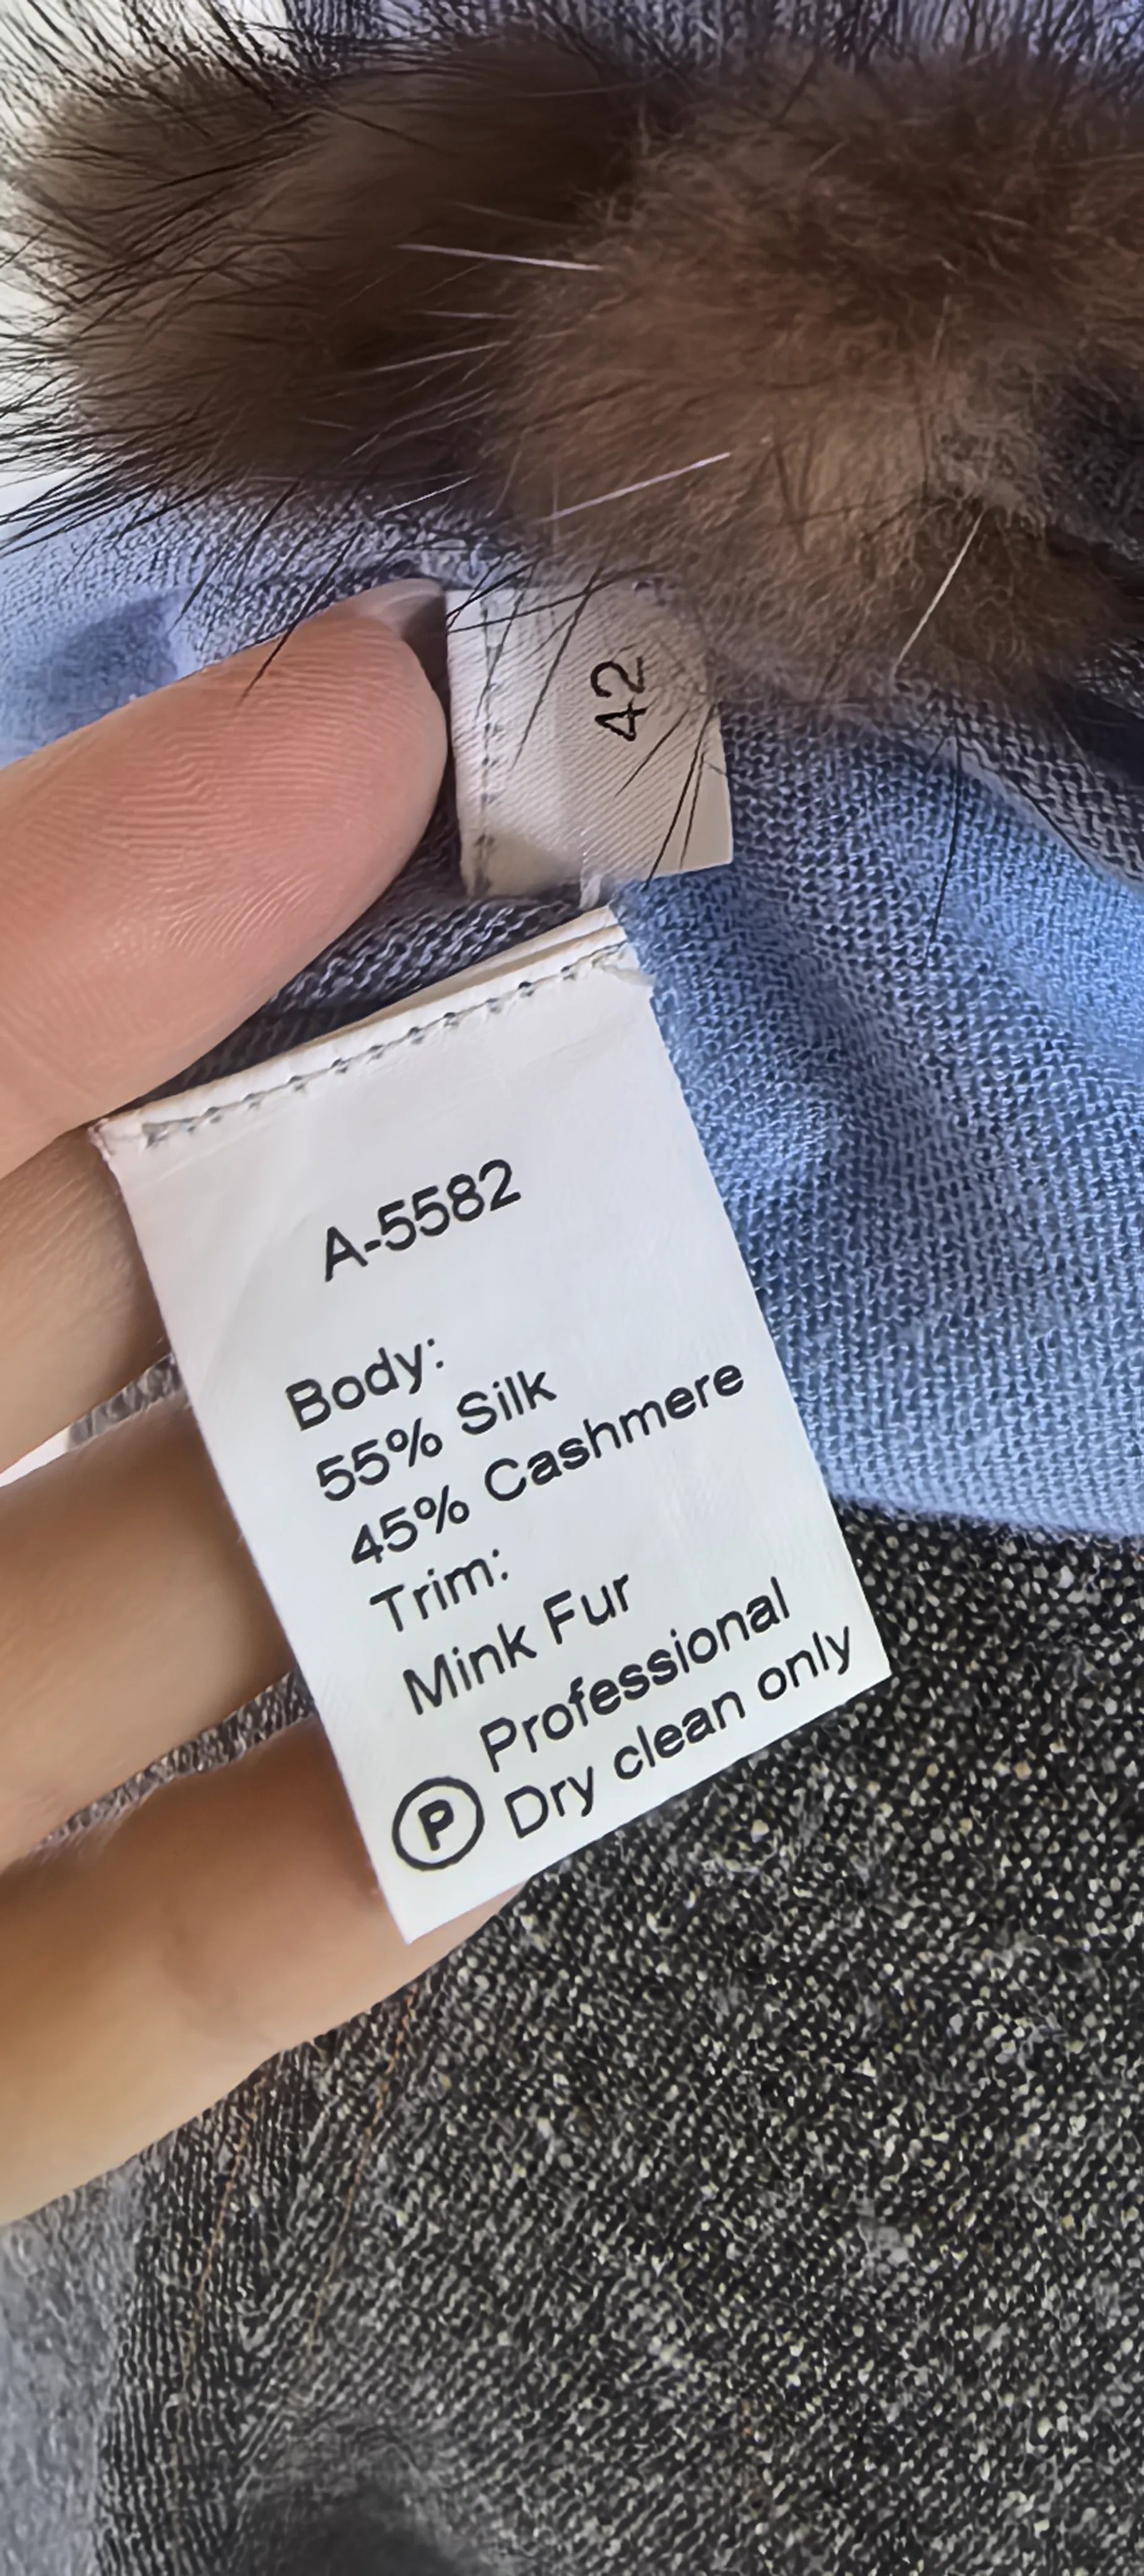 42
A-5582
Body:
55% Silk
45% Cashmere
Trim:
Mink Fur
Professional
P Dry clean only